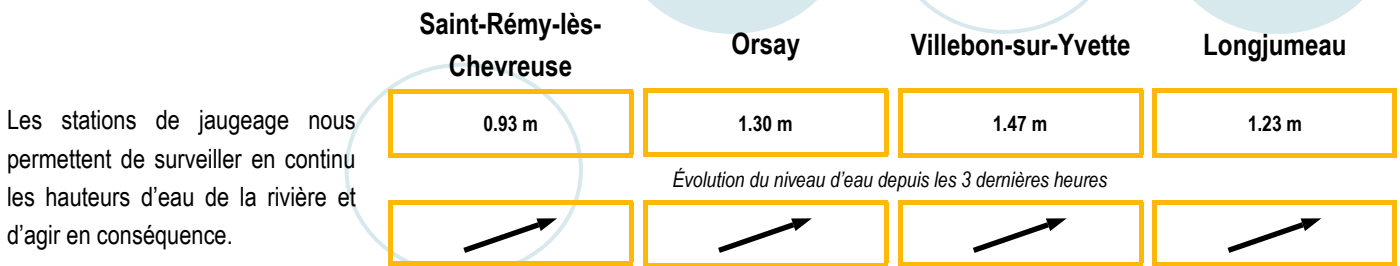 Saint-Rémy-lès-
Chevreuse
Orsay
Villebon-sur-Yvette
Longjumeau
Les stations de jaugeage nous
permettent de surveiller en continu
les hauteurs d’eau de la rivière et
d’agir en conséquence.
0.93 m
1.30 m
1.47 m
1.23 m
Évolution du niveau d’eau depuis les 3 dernières heures